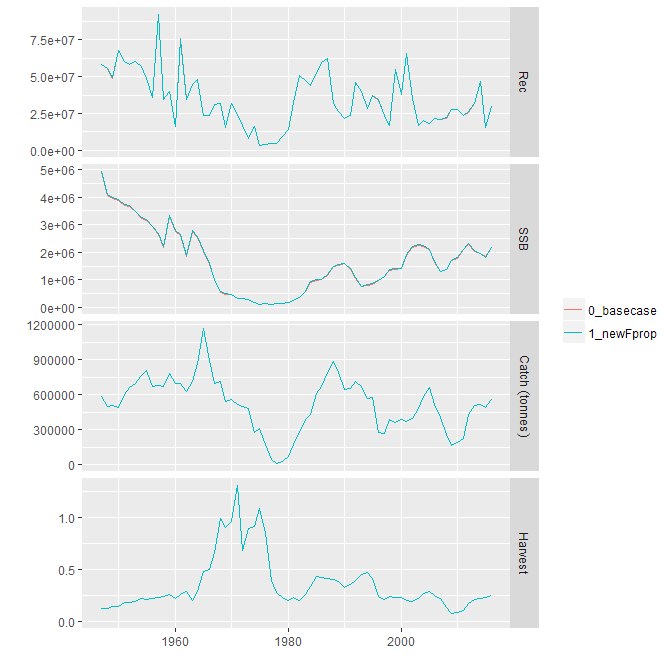 7.5e+07
5.0e+07
2.5e+07
0.0e+00
Rec
5e+06
4e+06
3e+06
2e+06
1e+06
0e+00
SSB
1200000
900000
600000
300000
0
Catch (tonnes )
1.0
0.5
0.0
Harvest
1960
1980
2000
0_basecase
1_newFprop